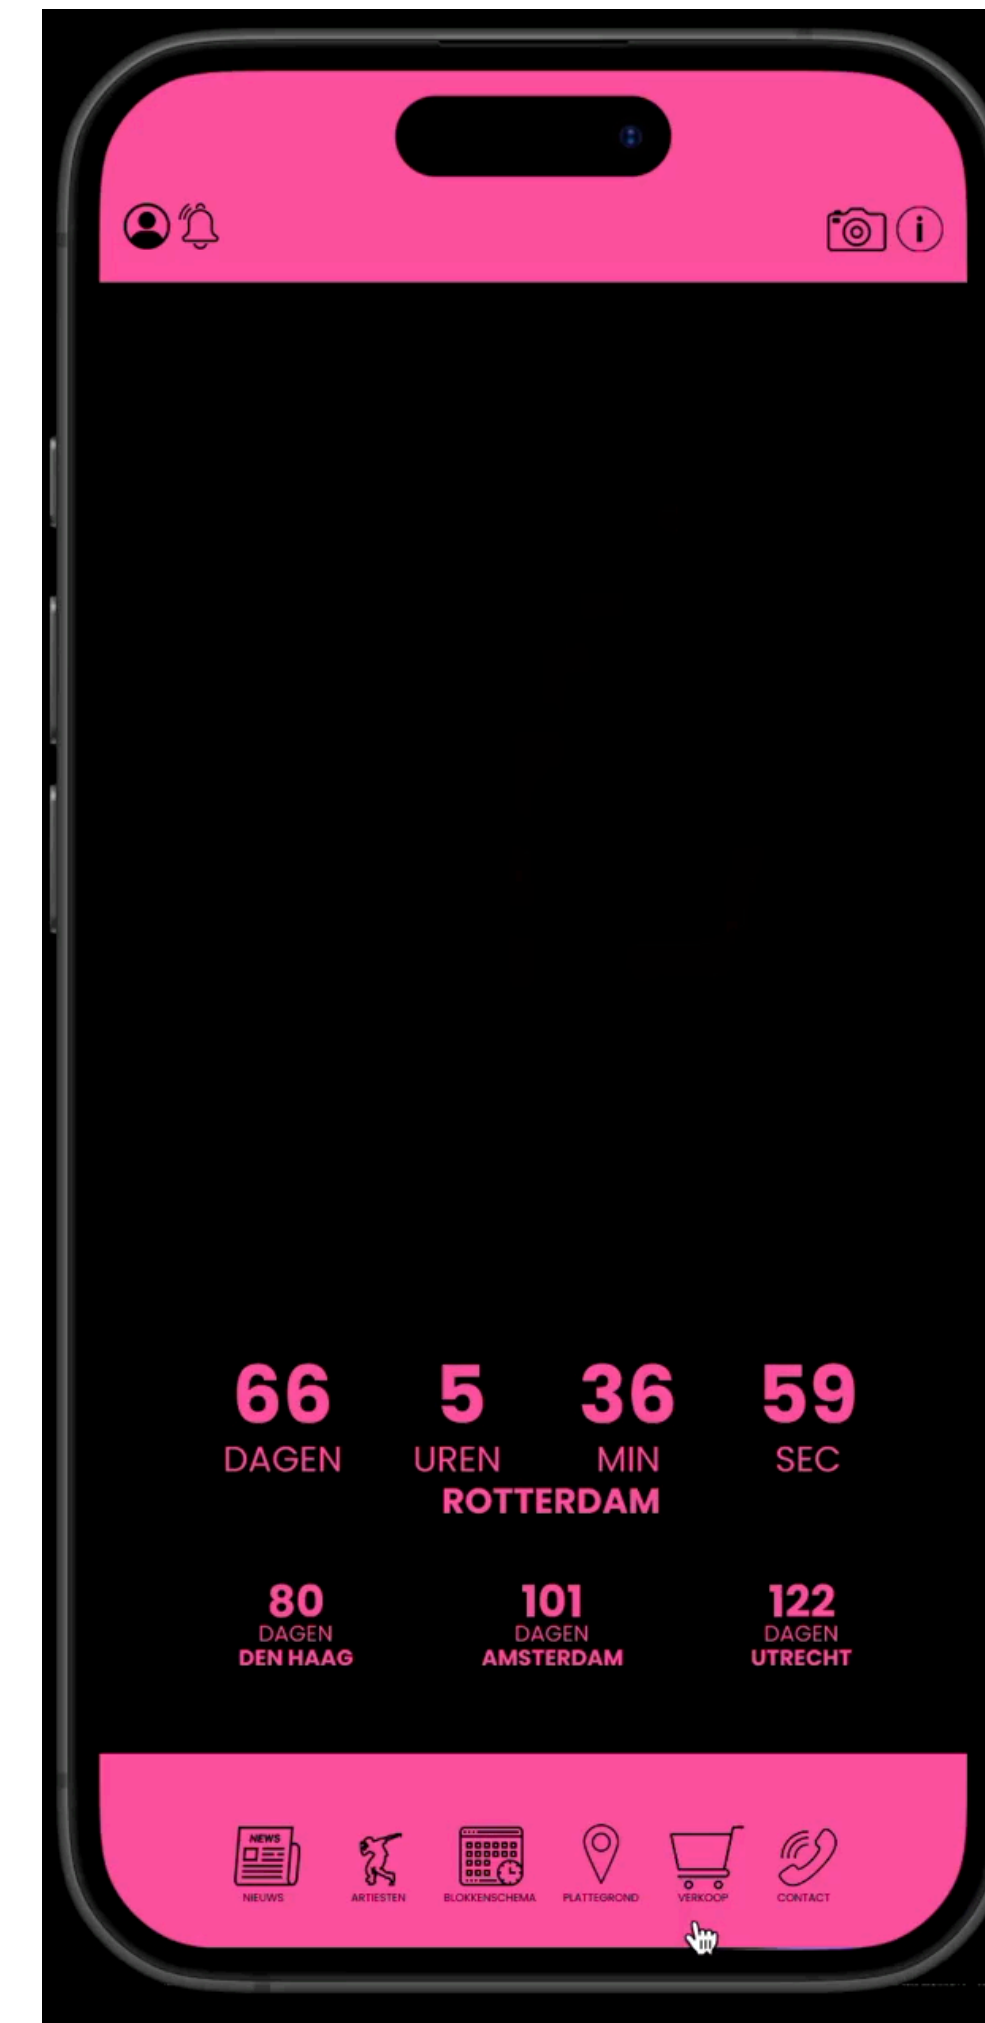 66 5 36 59
DAGEN UREN MIN SEC
ROTTERDAM
80 101 122
DAGEN DAGEN DAGEN
DEN HAAG AMSTERDAM UTRECHT
NEWS
NIEUWS ARTIESTEN BLOKKENSCHEMA PLATTEGROND VERKOOP CONTACT